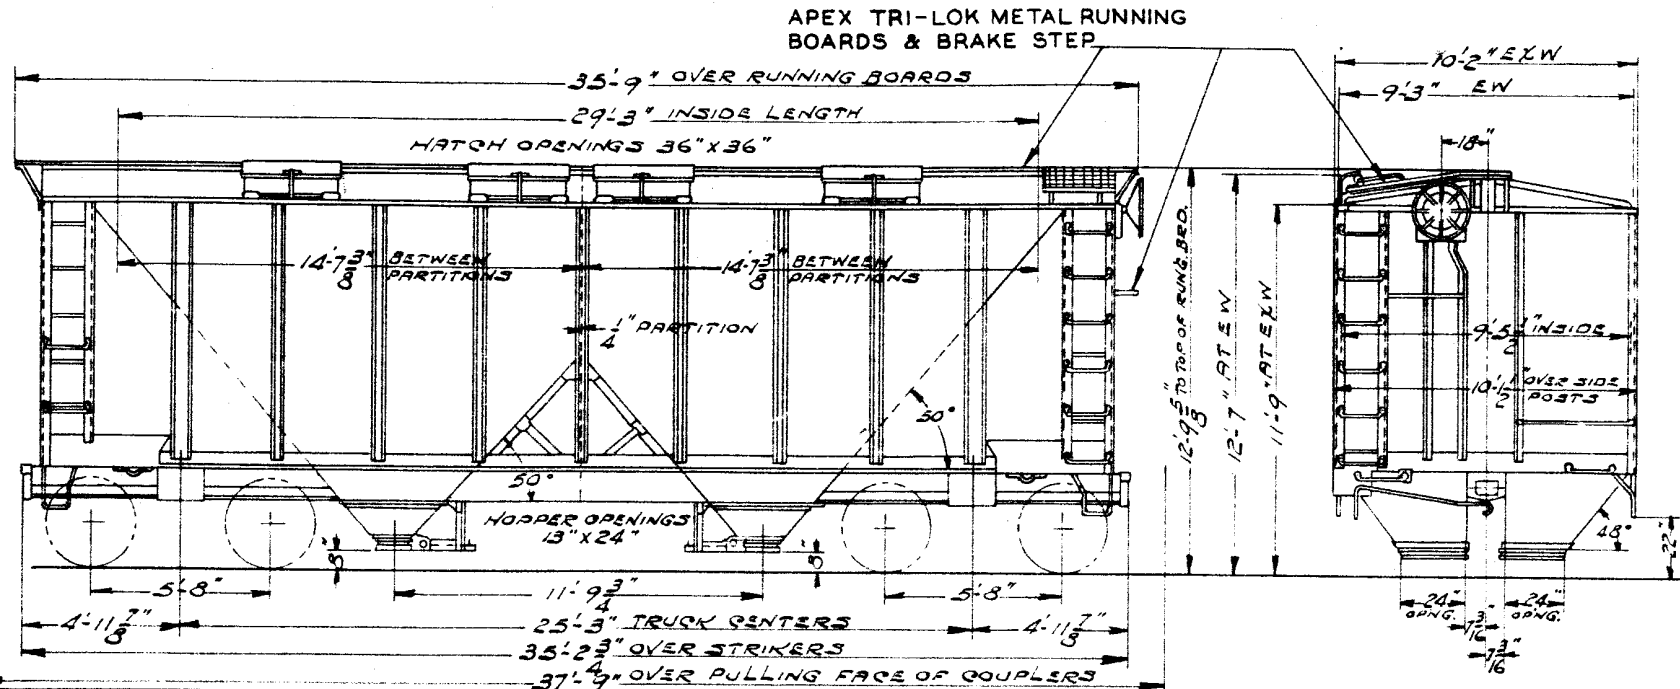 APEX TRI-LOK METAL RUNNING
BOARDS & BRAKE STEP
35'-9" OVER RUNNING BOARDS
10'-2" EXW
9'-3" EW
29'-3" INSIDE LENGTH
HATCH OPENINGS 36"X36"
18"
14'-7 3/8" BETWEEN
PARTITIONS
14'-7 3/8" BETWEEN
PARTITIONS
1/4" PARTITION
12'-9 5/8" TO TOP OF RUNG. BRD.
12'-7" AT EW
11'-9" AT EXW
9'-5 1/2" INSIDE
10'-1 1/2" OVER SIDE
POSTS
50°
50°
HOPPER OPENINGS
13"X24"
8"
8"
48°
22"
5'-8"
11'-9 3/4"
5'-8"
24"
OPNG.
24"
OPNG.
4'-11 7/8"
25'-3" TRUCK CENTERS
4'-11 7/8"
7 3/16"
7 3/16"
35'-2 3/4" OVER STRIKERS
37'-9" OVER PULLING FACE OF COUPLERS